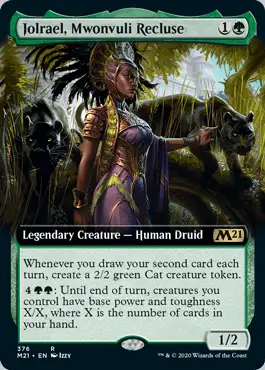 Jolrael, Mwonvuli Recluse 1
Legendary Creature — Human Druid M21
Whenever you draw your second card each
turn, create a 2/2 green Cat creature token.
4 : Until end of turn, creatures you
control have base power and toughness
X/X, where X is the number of cards in
your hand.
1/2
376 R
M21 • EN Izzy
™ & © 2020 Wizards of the Coast